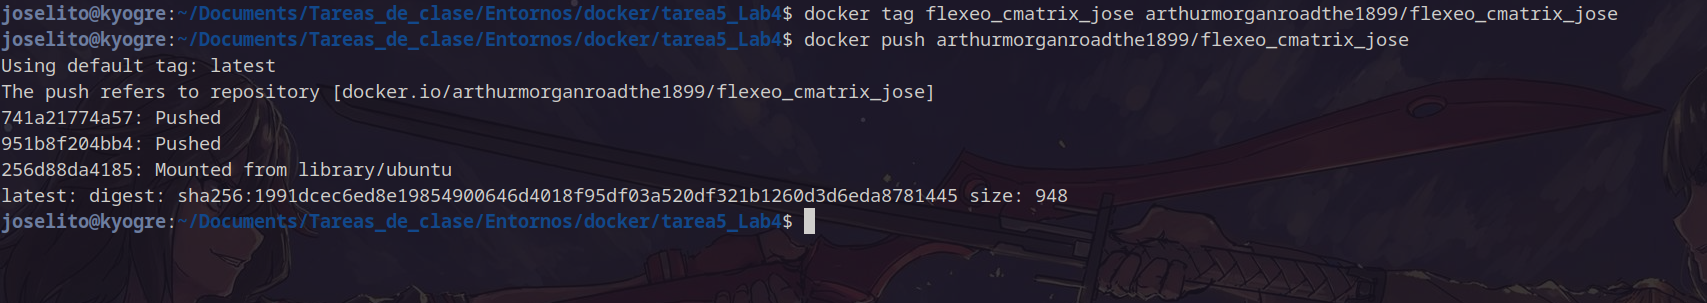 joselito@kyogre:~/Documents/Tareas_de_clase/Entornos/docker/tarea5_Lab4$ docker tag flexeo_cmatrix_jose arthurmorganroadthe1899/flexeo_cmatrix_jose
joselito@kyogre:~/Documents/Tareas_de_clase/Entornos/docker/tarea5_Lab4$ docker push arthurmorganroadthe1899/flexeo_cmatrix_jose
Using default tag: latest
The push refers to repository [docker.io/arthurmorganroadthe1899/flexeo_cmatrix_jose]
741a21774a57: Pushed
951b8f204bb4: Pushed
256d88da4185: Mounted from library/ubuntu
latest: digest: sha256:1991dcec6ed8e19854900646d4018f95df03a520df321b1260d3d6eda8781445 size: 948
joselito@kyogre:~/Documents/Tareas_de_clase/Entornos/docker/tarea5_Lab4$